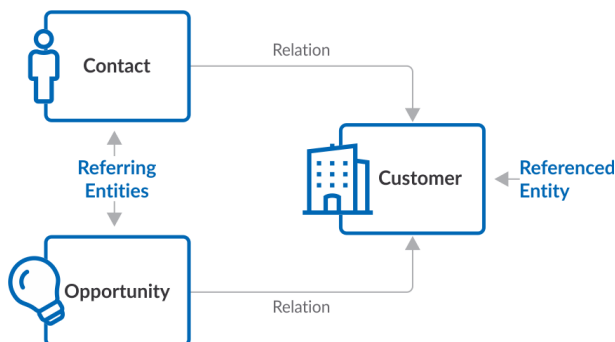 Contact
Relation
Referring
Entities
Customer
Referenced
Entity
Opportunity
Relation